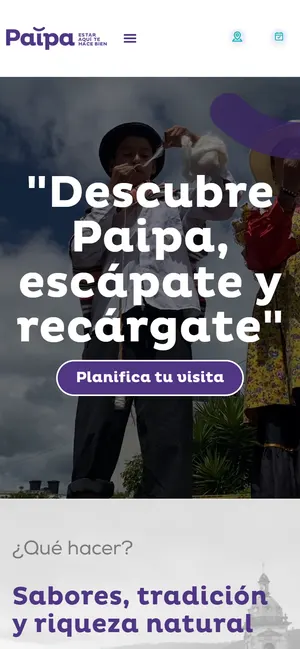 Paipa
ESTAR
AQUÍ TE
HACE BIEN
"Descubre
Paipa,
escápate y
recárgate"
Planifica tu visita
¿Qué hacer?
Sabores, tradición
y riqueza natural